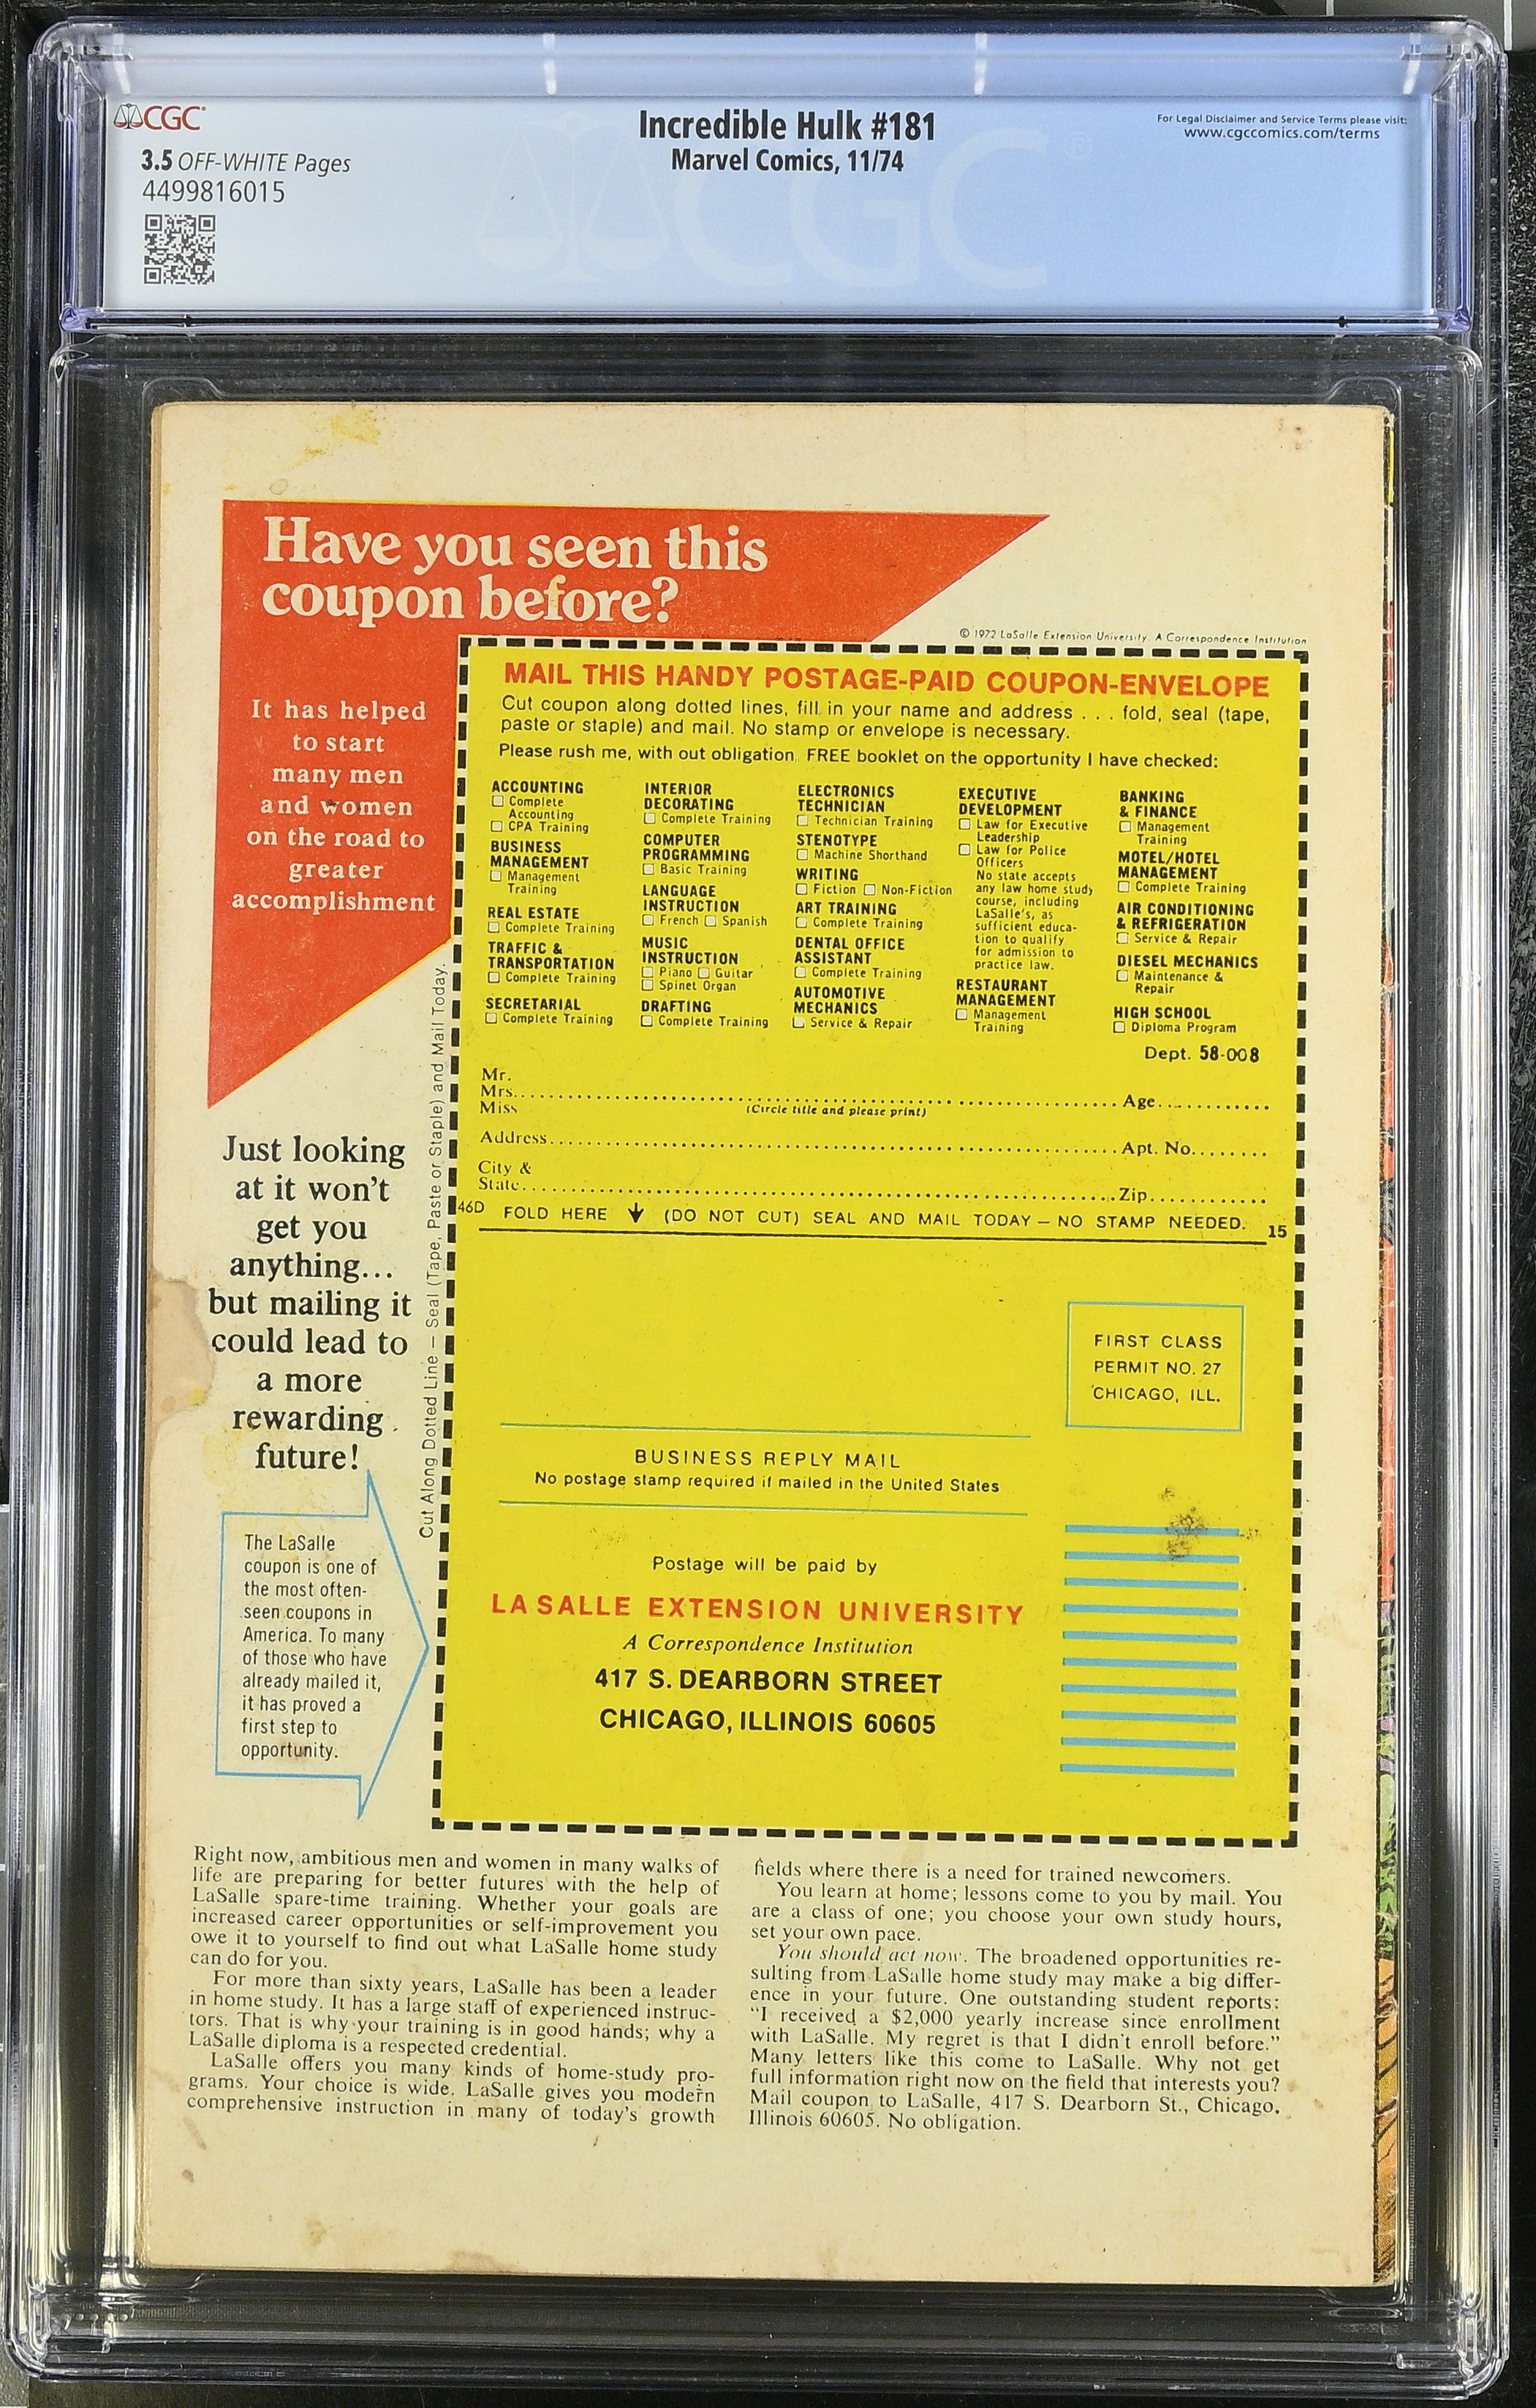 CGC
3.5 OFF-WHITE Pages
4499816015
Incredible Hulk #181
Marvel Comics, 11/74
For Legal Disclaimer and Service Terms please visit:
www.cgccomics.com/terms
CGC
Have you seen this
coupon before?
It has helped
to start
many men
and women
on the road to
greater
accomplishment
Just looking
at it won't
get you
anything...
but mailing it
could lead to
a more
rewarding
future!
The LaSalle
coupon is one of
the most often-
seen coupons in
America. To many
of those who have
already mailed it,
it has proved a
first step to
opportunity.
Cut Along Dotted Line — Seal (Tape, Paste or Staple) and Mail Today.
© 1972 LaSalle Extension University. A Correspondence Institution
MAIL THIS HANDY POSTAGE-PAID COUPON-ENVELOPE
Cut coupon along dotted lines, fill in your name and address . . . fold, seal (tape,
paste or staple) and mail. No stamp or envelope is necessary.
Please rush me, with out obligation FREE booklet on the opportunity I have checked:
ACCOUNTING
☐ Complete
Accounting
☐ CPA Training
BUSINESS
MANAGEMENT
☐ Management
Training
REAL ESTATE
☐ Complete Training
TRAFFIC &
TRANSPORTATION
☐ Complete Training
SECRETARIAL
☐ Complete Training
INTERIOR
DECORATING
☐ Complete Training
COMPUTER
PROGRAMMING
☐ Basic Training
LANGUAGE
INSTRUCTION
☐ French ☐ Spanish
MUSIC
INSTRUCTION
☐ Piano ☐ Guitar
☐ Spinet Organ
DRAFTING
☐ Complete Training
ELECTRONICS
TECHNICIAN
☐ Technician Training
STENOTYPE
☐ Machine Shorthand
WRITING
☐ Fiction ☐ Non-Fiction
ART TRAINING
☐ Complete Training
DENTAL OFFICE
ASSISTANT
☐ Complete Training
AUTOMOTIVE
MECHANICS
☐ Service & Repair
EXECUTIVE
DEVELOPMENT
☐ Law for Executive
Leadership
☐ Law for Police
Officers
No state accepts
any law home study
course, including
LaSalle's, as
sufficient educa-
tion to qualify
for admission to
practice law.
RESTAURANT
MANAGEMENT
☐ Management
Training
BANKING
& FINANCE
☐ Management
Training
MOTEL/HOTEL
MANAGEMENT
☐ Complete Training
AIR CONDITIONING
& REFRIGERATION
☐ Service & Repair
DIESEL MECHANICS
☐ Maintenance &
Repair
HIGH SCHOOL
☐ Diploma Program
Dept. 58-008
Mr.
Mrs. Age
Miss (Circle title and please print)
Address Apt. No.
City &
State Zip
46D FOLD HERE ↓ (DO NOT CUT) SEAL AND MAIL TODAY — NO STAMP NEEDED. 15
FIRST CLASS
PERMIT NO. 27
CHICAGO, ILL.
BUSINESS REPLY MAIL
No postage stamp required if mailed in the United States
Postage will be paid by
LA SALLE EXTENSION UNIVERSITY
A Correspondence Institution
417 S. DEARBORN STREET
CHICAGO, ILLINOIS 60605
Right now, ambitious men and women in many walks of
life are preparing for better futures with the help of
LaSalle spare-time training. Whether your goals are
increased career opportunities or self-improvement you
owe it to yourself to find out what LaSalle home study
can do for you.
For more than sixty years, LaSalle has been a leader
in home study. It has a large staff of experienced instruc-
tors. That is why your training is in good hands; why a
LaSalle diploma is a respected credential.
LaSalle offers you many kinds of home-study pro-
grams. Your choice is wide. LaSalle gives you modern
comprehensive instruction in many of today's growth
fields where there is a need for trained newcomers.
You learn at home; lessons come to you by mail. You
are a class of one; you choose your own study hours,
set your own pace.
You should act now. The broadened opportunities re-
sulting from LaSalle home study may make a big differ-
ence in your future. One outstanding student reports:
"I received a $2,000 yearly increase since enrollment
with LaSalle. My regret is that I didn't enroll before."
Many letters like this come to LaSalle. Why not get
full information right now on the field that interests you?
Mail coupon to LaSalle, 417 S. Dearborn St., Chicago,
Illinois 60605. No obligation.